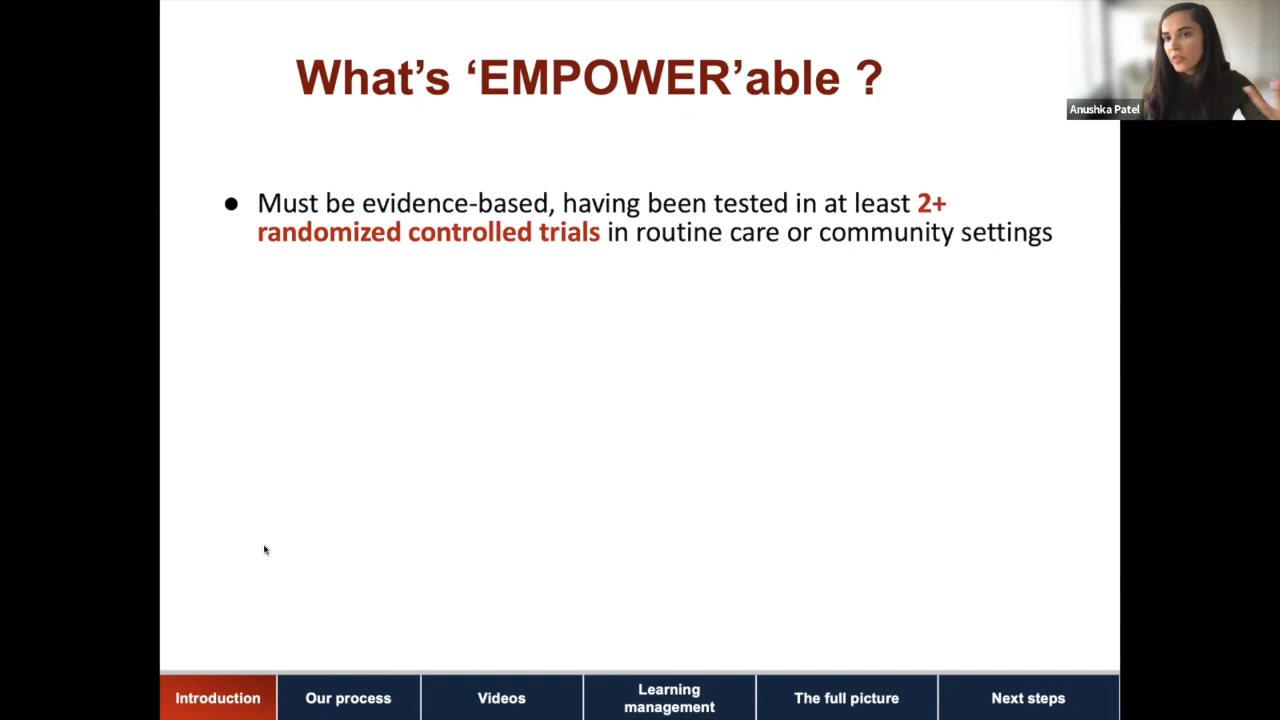 What’s ‘EMPOWER’able ?
Anushka Patel
● Must be evidence-based, having been tested in at least 2+
randomized controlled trials in routine care or community settings
Introduction
Our process
Videos
Learning
management
The full picture
Next steps